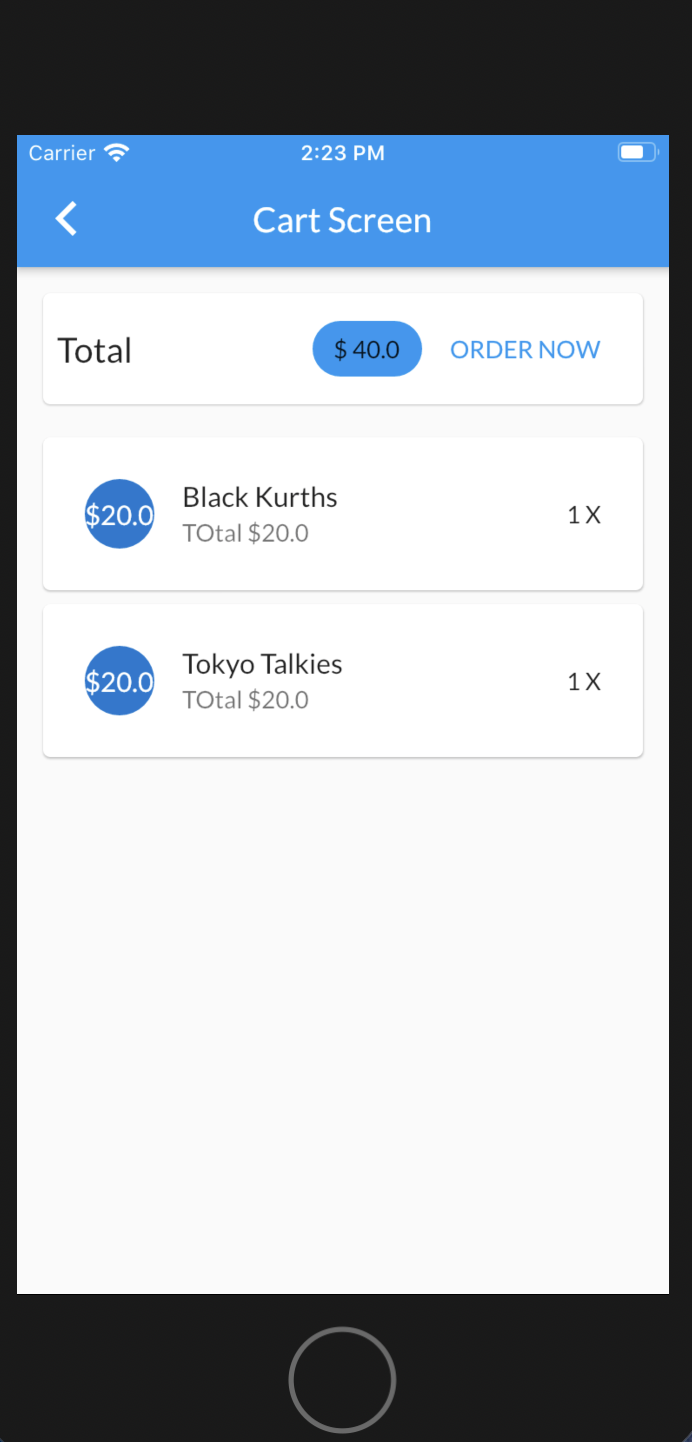 Carrier 2:23 PM
Cart Screen
Total $ 40.0 ORDER NOW
$20.0 Black Kurths 1 X
TOtal $20.0
$20.0 Tokyo Talkies 1 X
TOtal $20.0